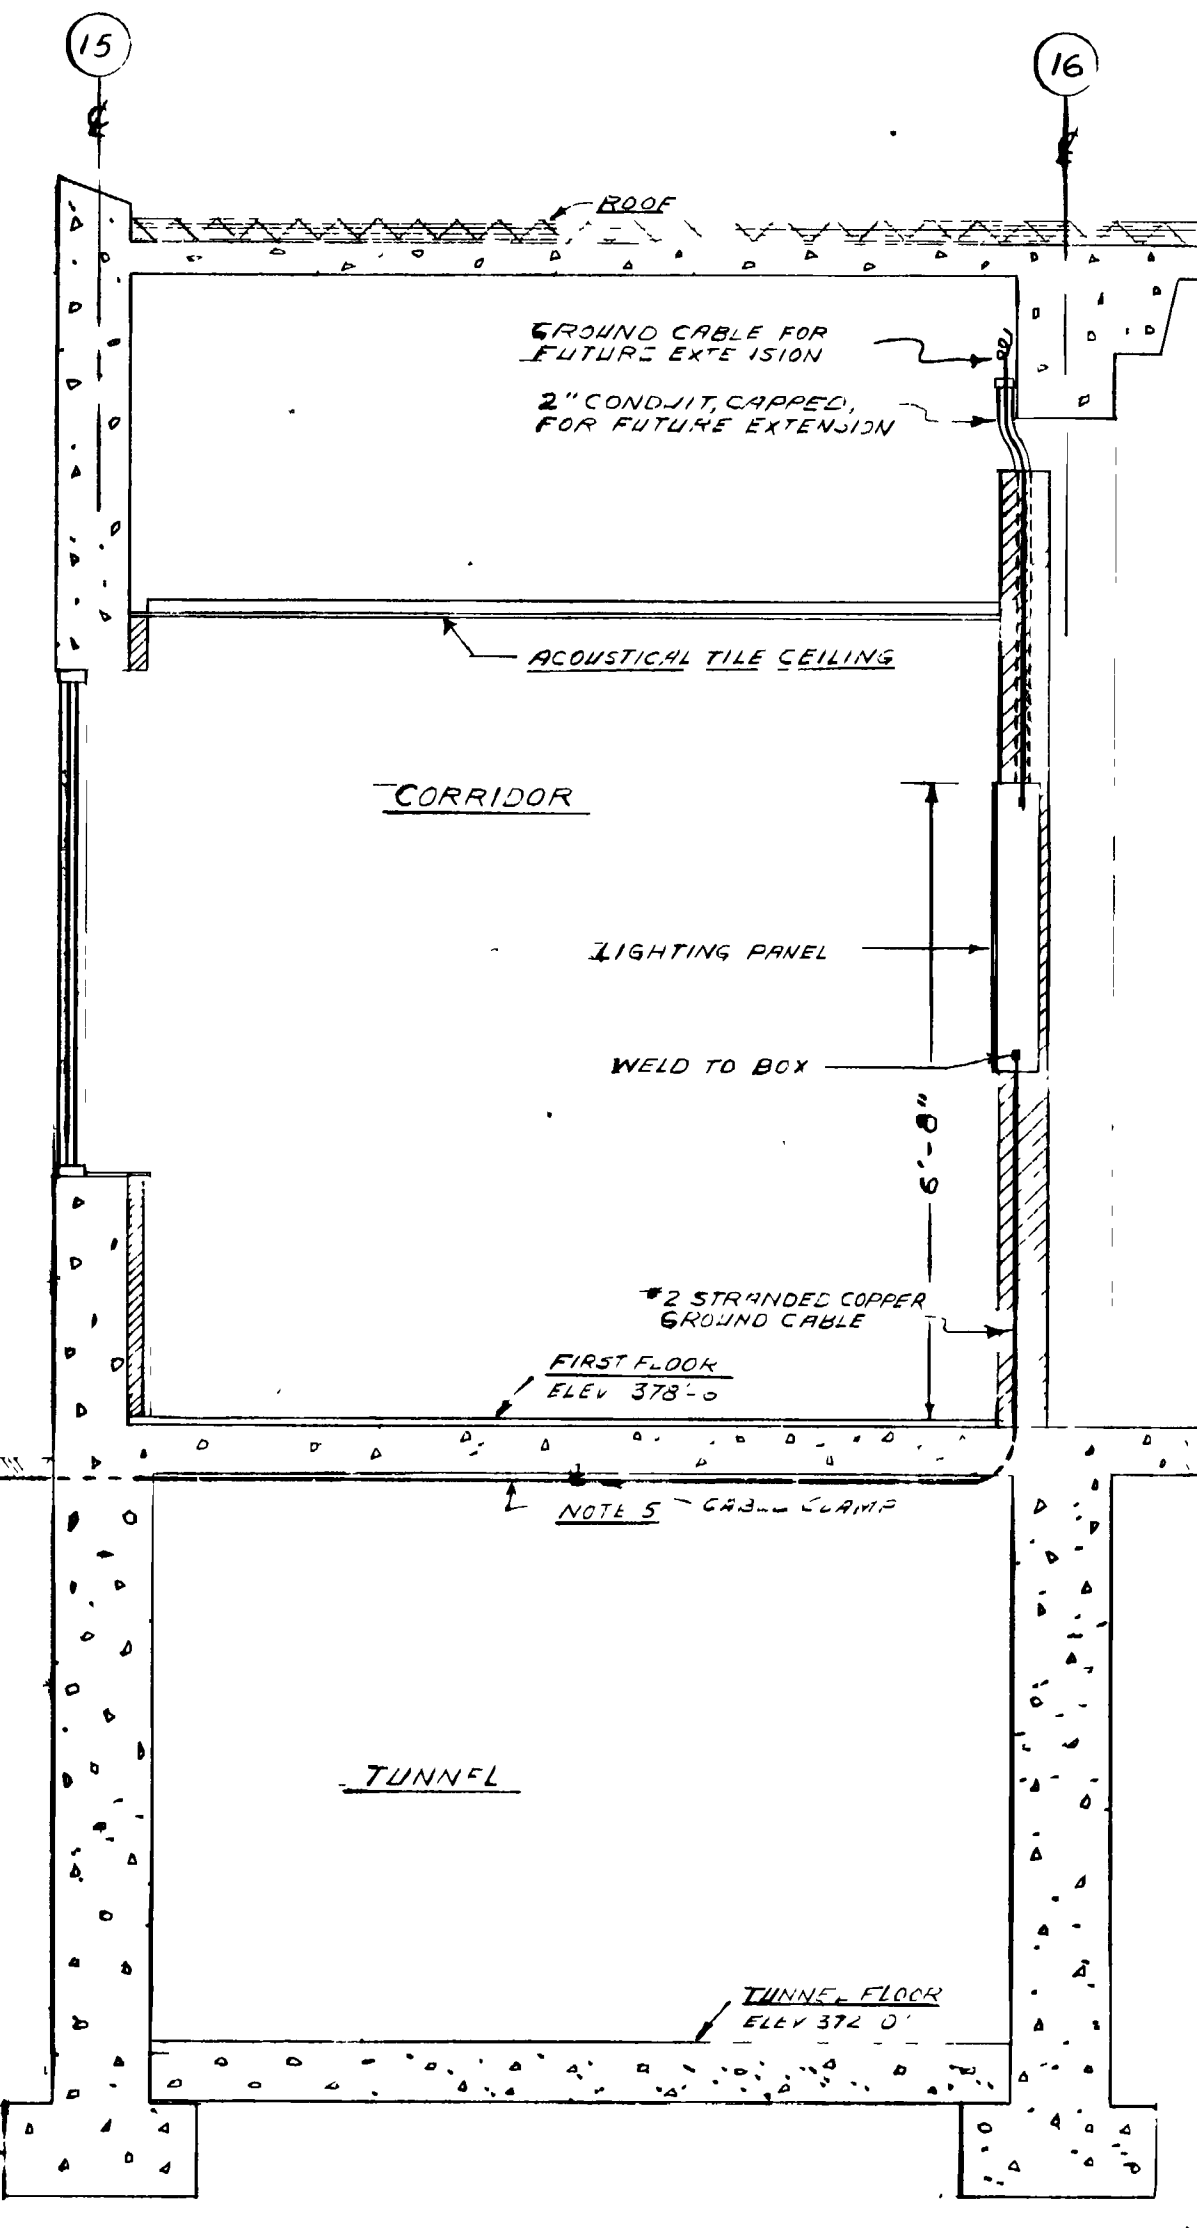 15
16
ROOF
GROUND CABLE FOR
FUTURE EXTENSION
2" CONDUIT, CAPPED,
FOR FUTURE EXTENSION
ACOUSTICAL TILE CEILING
CORRIDOR
LIGHTING PANEL
WELD TO BOX
6'-8"
#2 STRANDED COPPER
GROUND CABLE
FIRST FLOOR
ELEV 378'-0
NOTE 5
CABLE CLAMP
TUNNEL
TUNNEL FLOOR
ELEV 372 0'